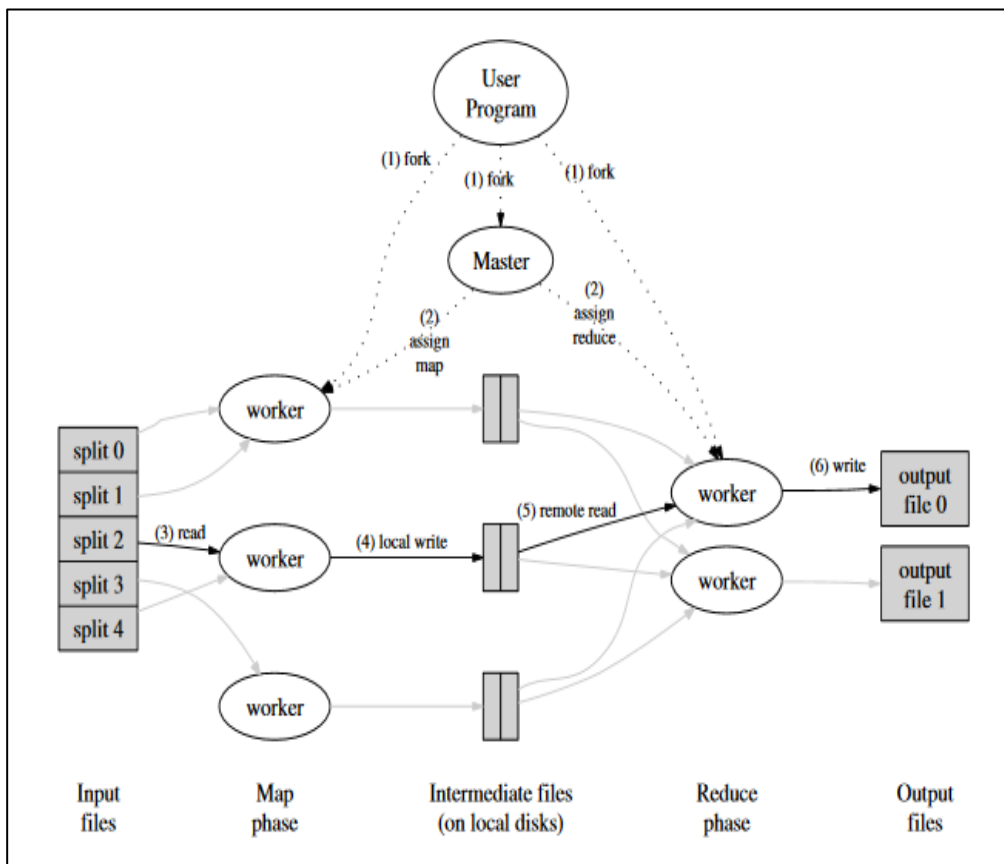 User
Program
(1) fork
(1) fork
(1) fork
Master
(2)
assign
map
(2)
assign
reduce
worker
split 0
split 1
split 2
split 3
split 4
(3) read
worker
(4) local write
(5) remote read
worker
(6) write
output
file 0
worker
output
file 1
worker
Input
files
Map
phase
Intermediate files
(on local disks)
Reduce
phase
Output
files